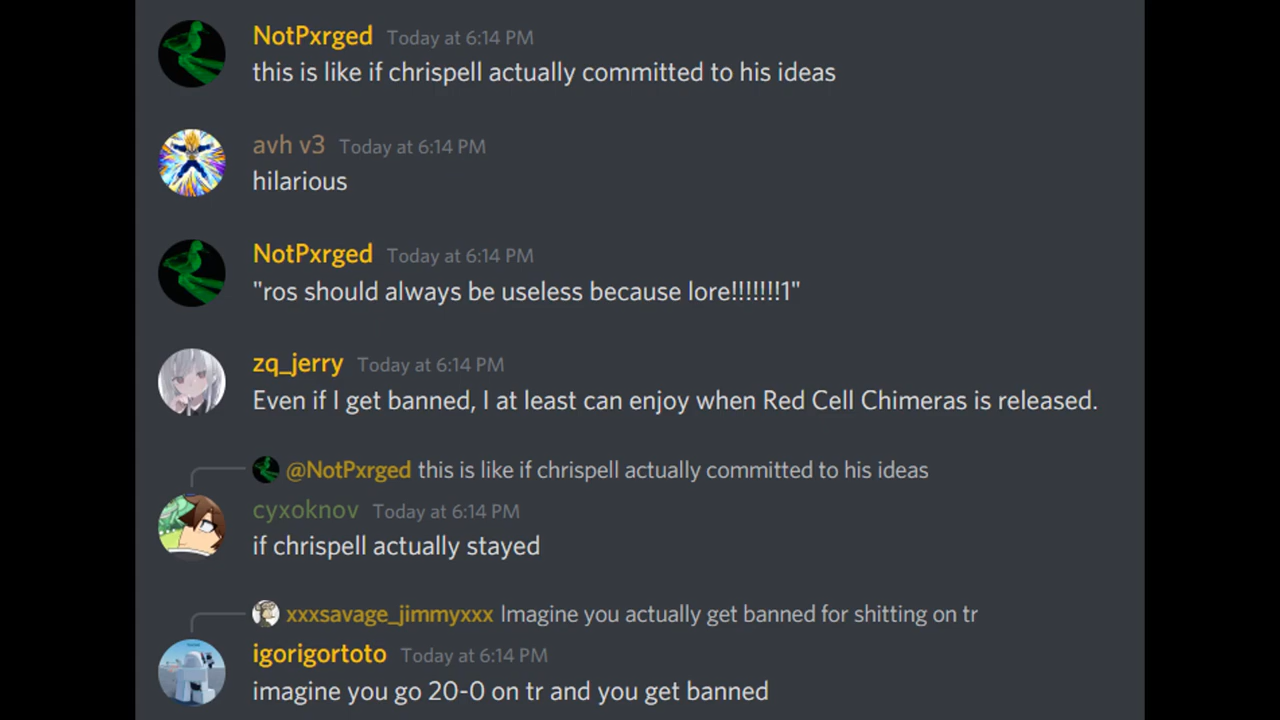 NotPxrged Today at 6:14 PM
this is like if chrispell actually committed to his ideas
avh v3 Today at 6:14 PM
hilarious
NotPxrged Today at 6:14 PM
"ros should always be useless because lore!!!!!!!1"
zq_jerry Today at 6:14 PM
Even if I get banned, I at least can enjoy when Red Cell Chimeras is released.
@NotPxrged this is like if chrispell actually committed to his ideas
cyxoknov Today at 6:14 PM
if chrispell actually stayed
xxxsavage_jimmyxxx Imagine you actually get banned for shitting on tr
igorigortoto Today at 6:14 PM
imagine you go 20-0 on tr and you get banned